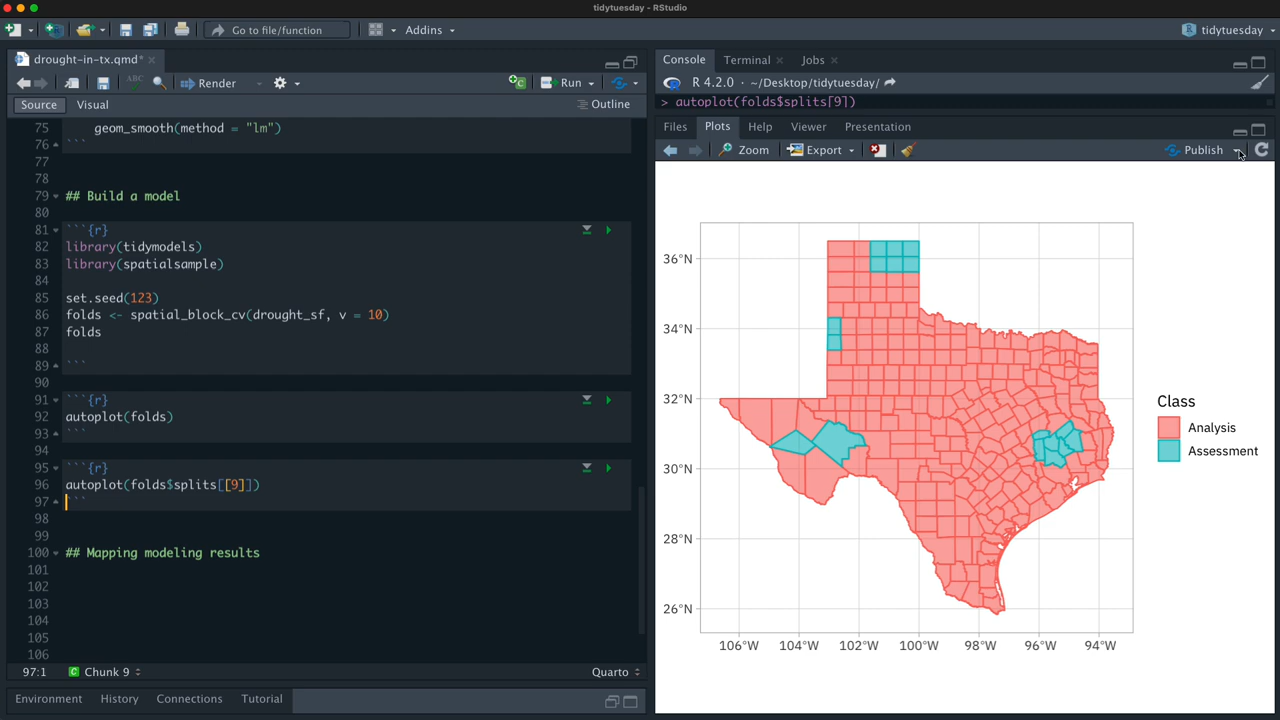 tidytuesday - RStudio
Go to file/function
Addins
tidytuesday
drought-in-tx.qmd*
ABC
Render
Run
Source
Visual
Outline
75 geom_smooth(method = "lm")
76 ```
77
78
79 ## Build a model
80
81 ```{r}
82 library(tidymodels)
83 library(spatialsample)
84
85 set.seed(123)
86 folds <- spatial_block_cv(drought_sf, v = 10)
87 folds
88
89 ```
90
91 ```{r}
92 autoplot(folds)
93 ```
94
95 ```{r}
96 autoplot(folds$splits[[9]])
97 ```
98
99
100 ## Mapping modeling results
101
102
103
104
105
106
97:1 Chunk 9
Quarto
Environment
History
Connections
Tutorial
Console
Terminal
Jobs
R 4.2.0 · ~/Desktop/tidytuesday/
> autoplot(folds$splits[9])
Files
Plots
Help
Viewer
Presentation
Zoom
Export
Publish
36°N
34°N
32°N
30°N
28°N
26°N
106°W
104°W
102°W
100°W
98°W
96°W
94°W
Class
Analysis
Assessment